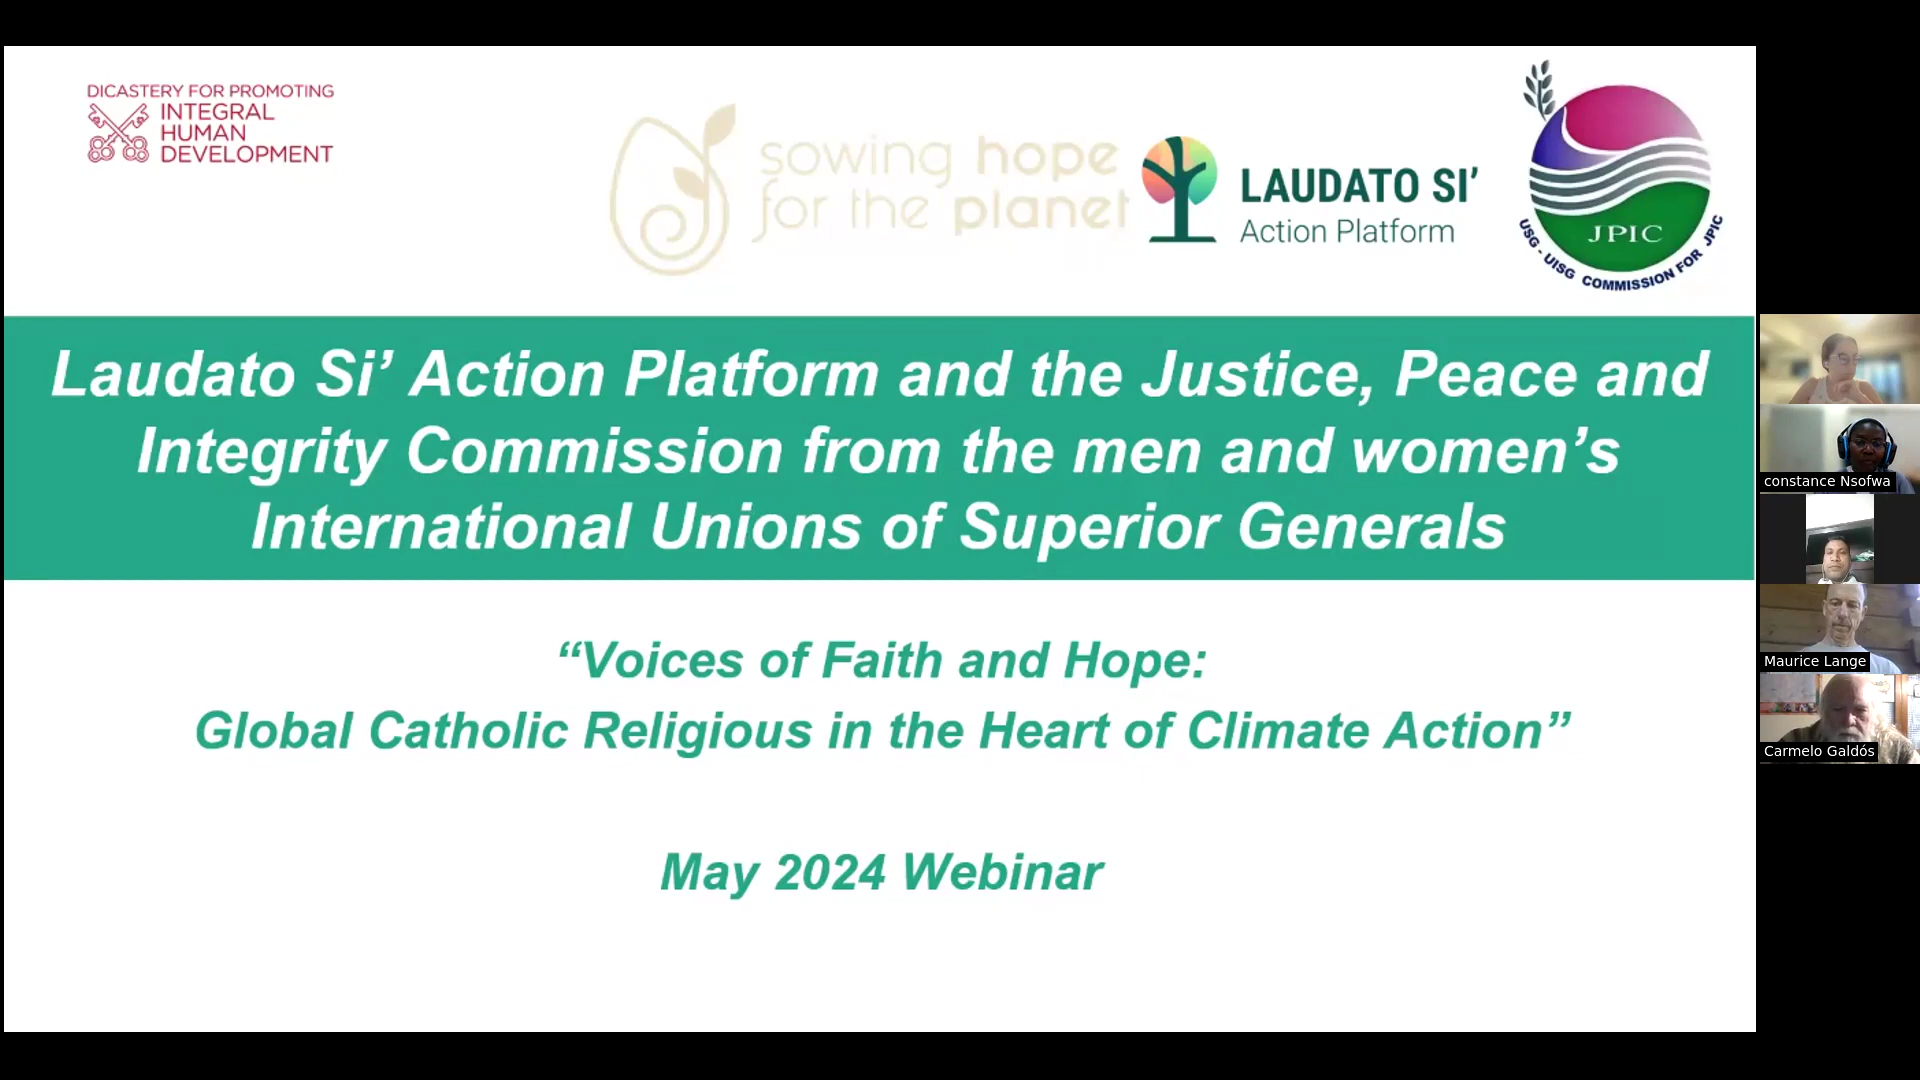 DICASTERY FOR PROMOTING
INTEGRAL
HUMAN
DEVELOPMENT
sowing hope
for the planet
LAUDATO SI’
Action Platform
JPIC
USG - UISG COMMISSION FOR JPIC
Laudato Si’ Action Platform and the Justice, Peace and
Integrity Commission from the men and women’s
International Unions of Superior Generals
“Voices of Faith and Hope:
Global Catholic Religious in the Heart of Climate Action”
May 2024 Webinar
constance Nsofwa
Maurice Lange
Carmelo Galdós